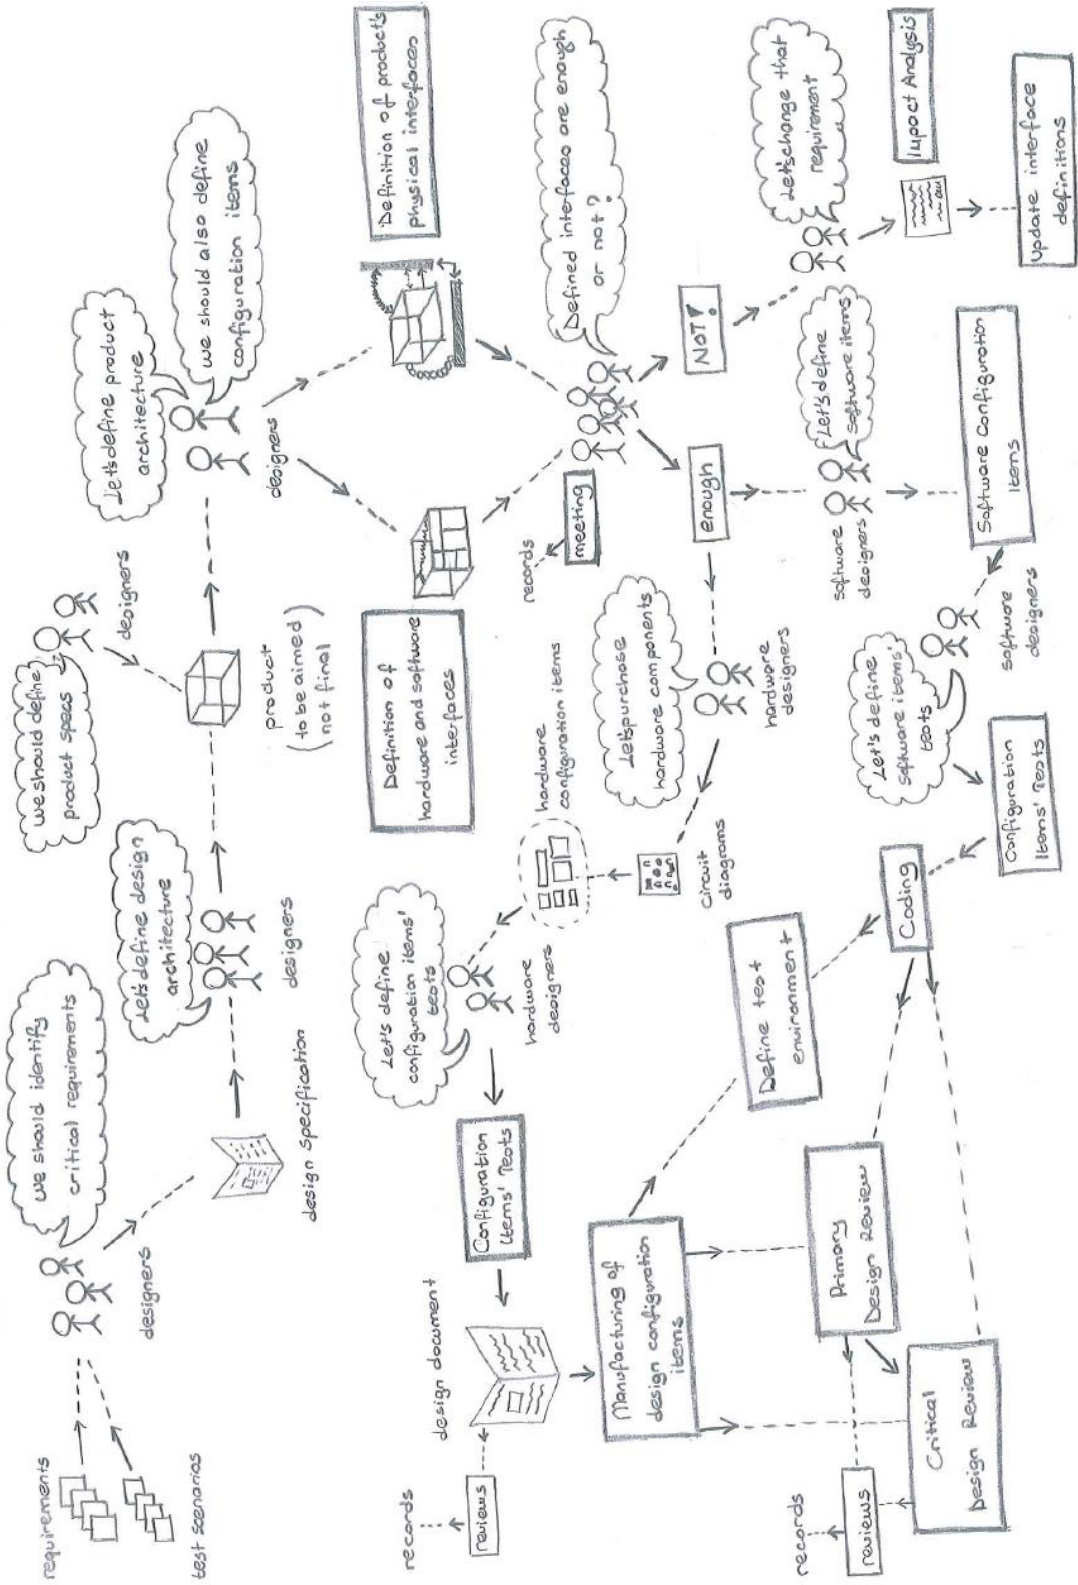 requirements
test scenarios
we should identify
critical requirements
designers
design specification
Let's define design
architecture
designers
we should define
product specs
designers
product
(to be aimed)
(not final)
Let's define product
architecture
we should also define
configuration items
designers
Definition of product's
physical interfaces
Definition of
hardware and software
interfaces
Defined interfaces are enough
or not?
records
meeting
NOT!
enough
Let's change that
requirement
Impact Analysis
Update interface
definitions
Let's define
software items
software
designers
Software Configuration
Items
software
designers
Let's define
software items'
tests
Configuration
Items' Tests
Let's purchase
hardware components
hardware
designers
circuit
diagrams
hardware
configuration items
hardware
designers
Let's define
configuration items'
tests
Configuration
Items' Tests
design document
records
reviews
Manufacturing of
design configuration
items
Define test
environment
Coding
Primary
Design Review
Critical
Design Review
records
reviews